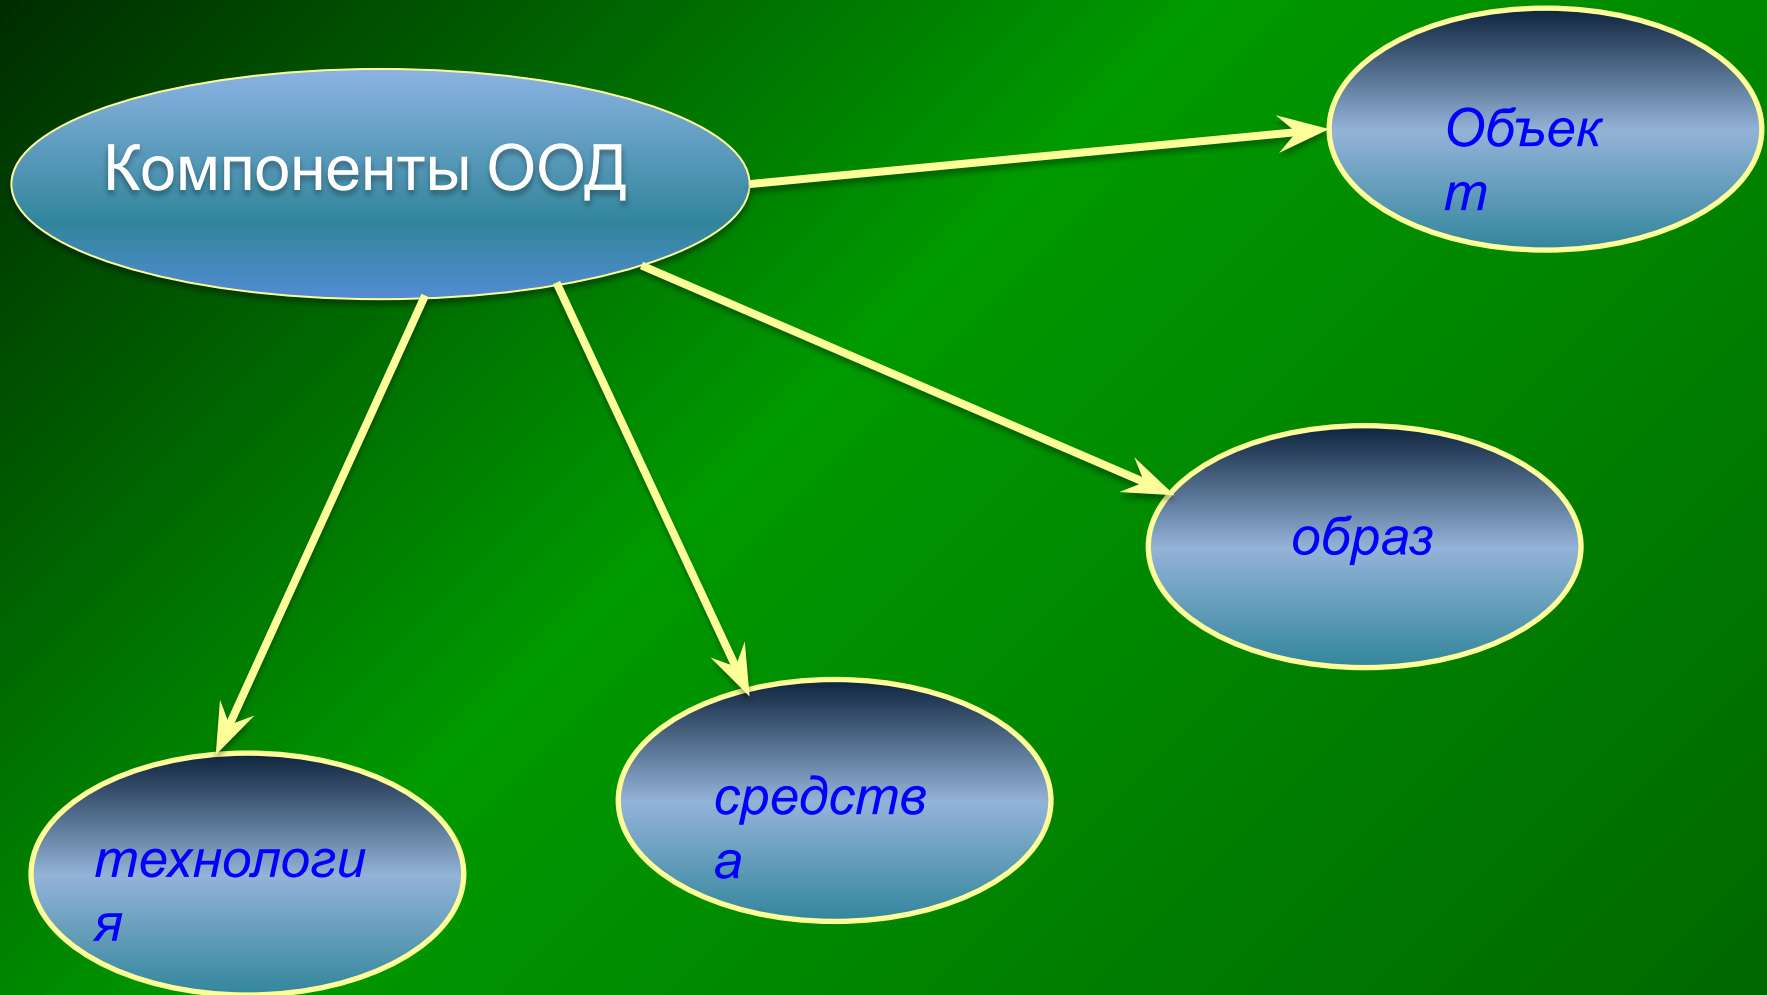 Компоненты ООД
Объек
т
образ
средств
а
технологи
я